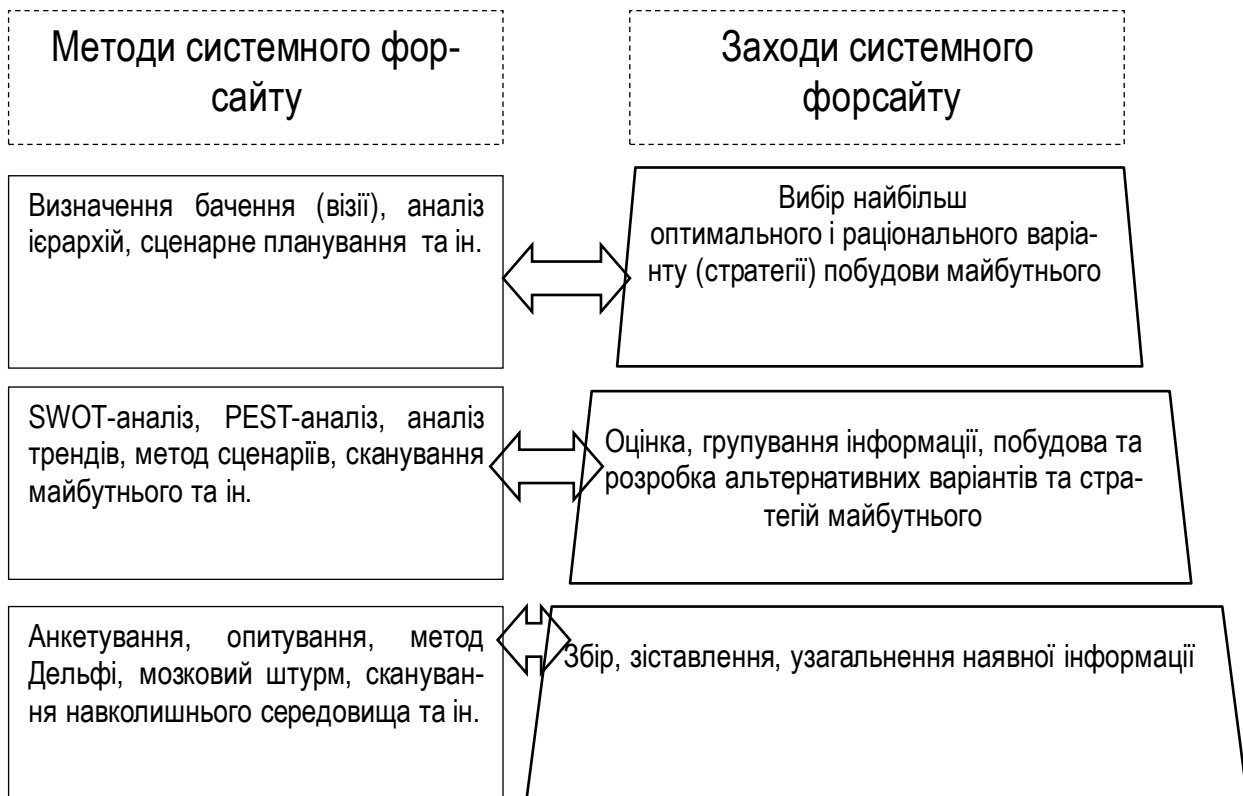 Методи системного фор-
сайту
Заходи системного
форсайту
Визначення бачення (візії), аналіз
ієрархій, сценарне планування та ін.
Вибір найбільш
оптимального і раціонального варіа-
нту (стратегії) побудови майбутнього
SWOT-аналіз, PEST-аналіз, аналіз
трендів, метод сценаріїв, сканування
майбутнього та ін.
Оцінка, групування інформації, побудова та
розробка альтернативних варіантів та стра-
тегій майбутнього
Анкетування, опитування, метод
Дельфі, мозковий штурм, скануван-
ня навколишнього середовища та ін.
Збір, зіставлення, узагальнення наявної інформації